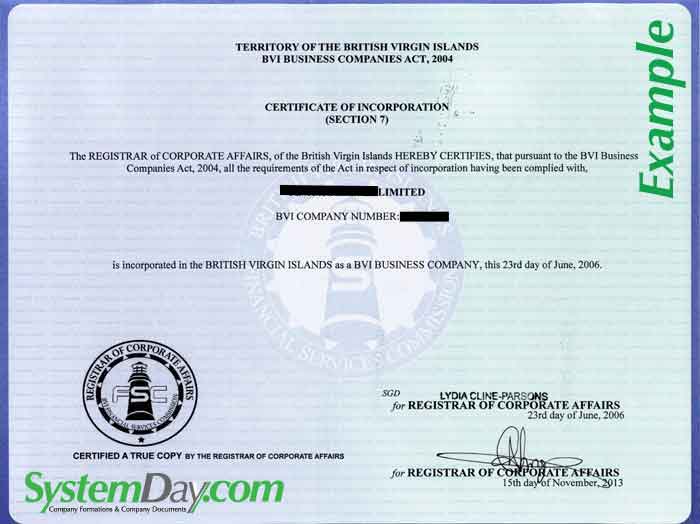 TERRITORY OF THE BRITISH VIRGIN ISLANDS
BVI BUSINESS COMPANIES ACT, 2004
Example
CERTIFICATE OF INCORPORATION
(SECTION 7)
The REGISTRAR of CORPORATE AFFAIRS, of the British Virgin Islands HEREBY CERTIFIES, that pursuant to the BVI Business
Companies Act, 2004, all the requirements of the Act in respect of incorporation having been complied with,
LIMITED
BVI COMPANY NUMBER:
is incorporated in the BRITISH VIRGIN ISLANDS as a BVI BUSINESS COMPANY, this 23rd day of June, 2006.
BRITISH VIRGIN ISLANDS
FINANCIAL SERVICES COMMISSION
REGISTRAR OF CORPORATE AFFAIRS
FSC
BVI FINANCIAL SERVICES COMMISSION
SGD LYDIA CLINE-PARSONS
for REGISTRAR OF CORPORATE AFFAIRS
23rd day of June, 2006
CERTIFIED A TRUE COPY BY THE REGISTRAR OF CORPORATE AFFAIRS
for REGISTRAR OF CORPORATE AFFAIRS
15th day of November, 2013
SystemDay.com
Company Formations & Company Documents